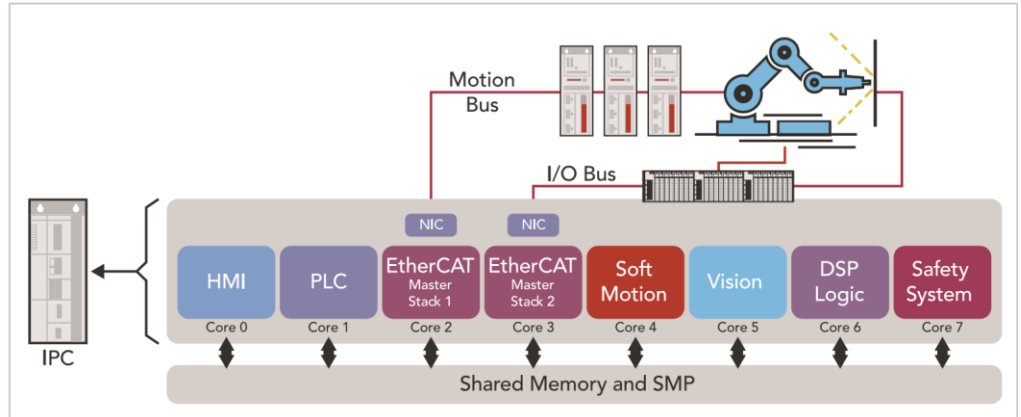 Motion
Bus
I/O Bus
NIC
NIC
HMI
PLC
EtherCAT
Master
Stack 1
EtherCAT
Master
Stack 2
Soft
Motion
Vision
DSP
Logic
Safety
System
Core 0
Core 1
Core 2
Core 3
Core 4
Core 5
Core 6
Core 7
IPC
Shared Memory and SMP